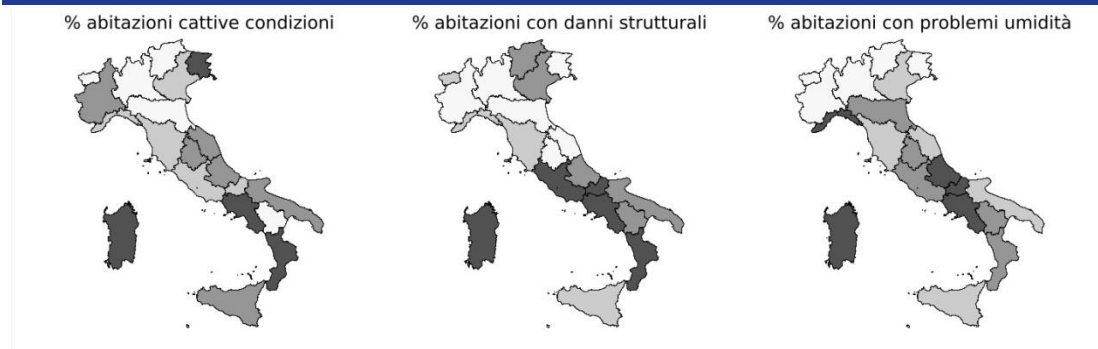 % abitazioni cattive condizioni
% abitazioni con danni strutturali
% abitazioni con problemi umidità